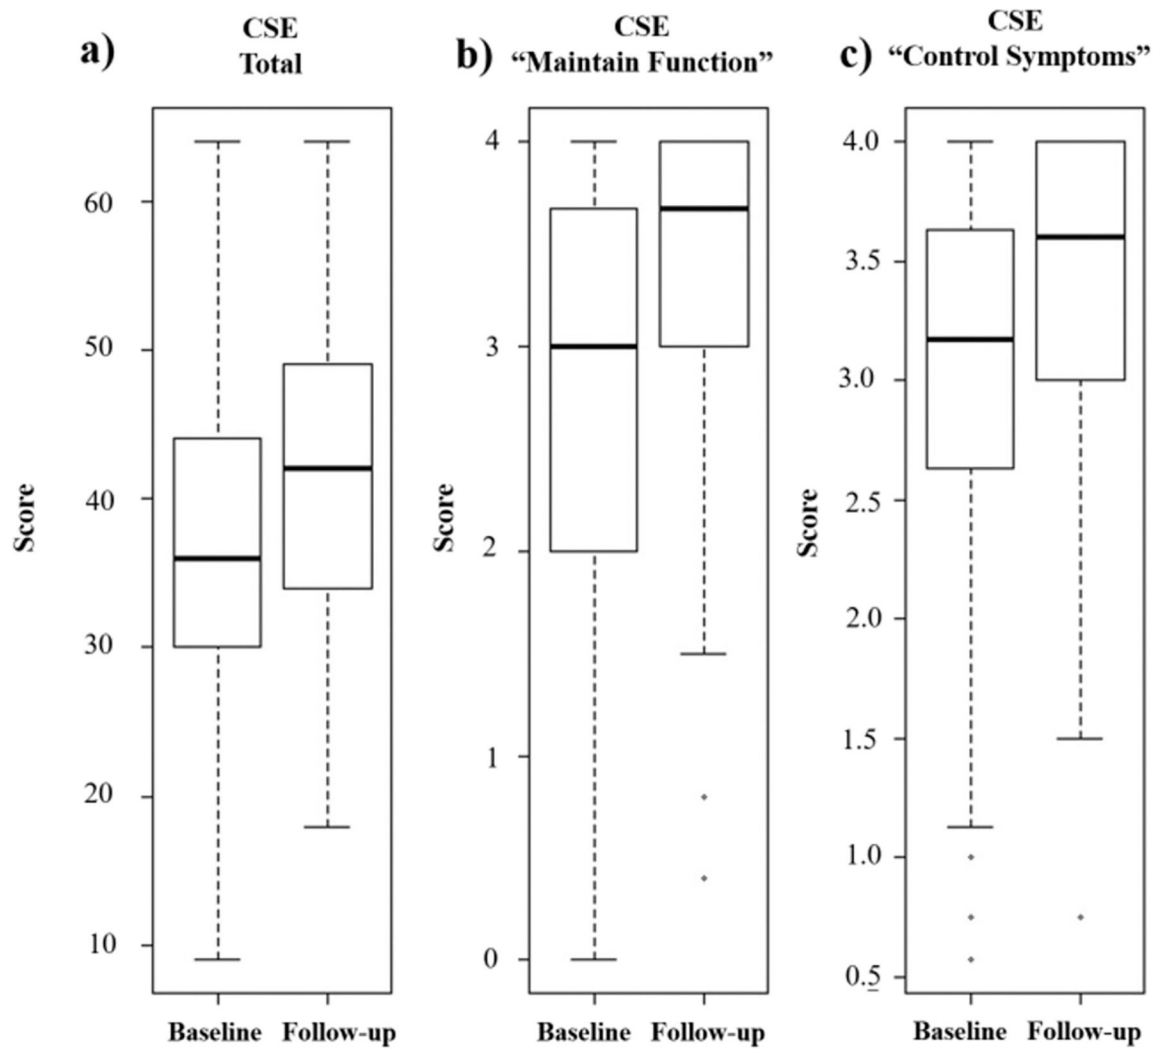 a)
CSE
Total
Score
60
50
40
30
20
10
Baseline Follow-up
b)
CSE
“Maintain Function”
Score
4
3
2
1
0
Baseline Follow-up
c)
CSE
“Control Symptoms”
Score
4.0
3.5
3.0
2.5
2.0
1.5
1.0
0.5
Baseline Follow-up